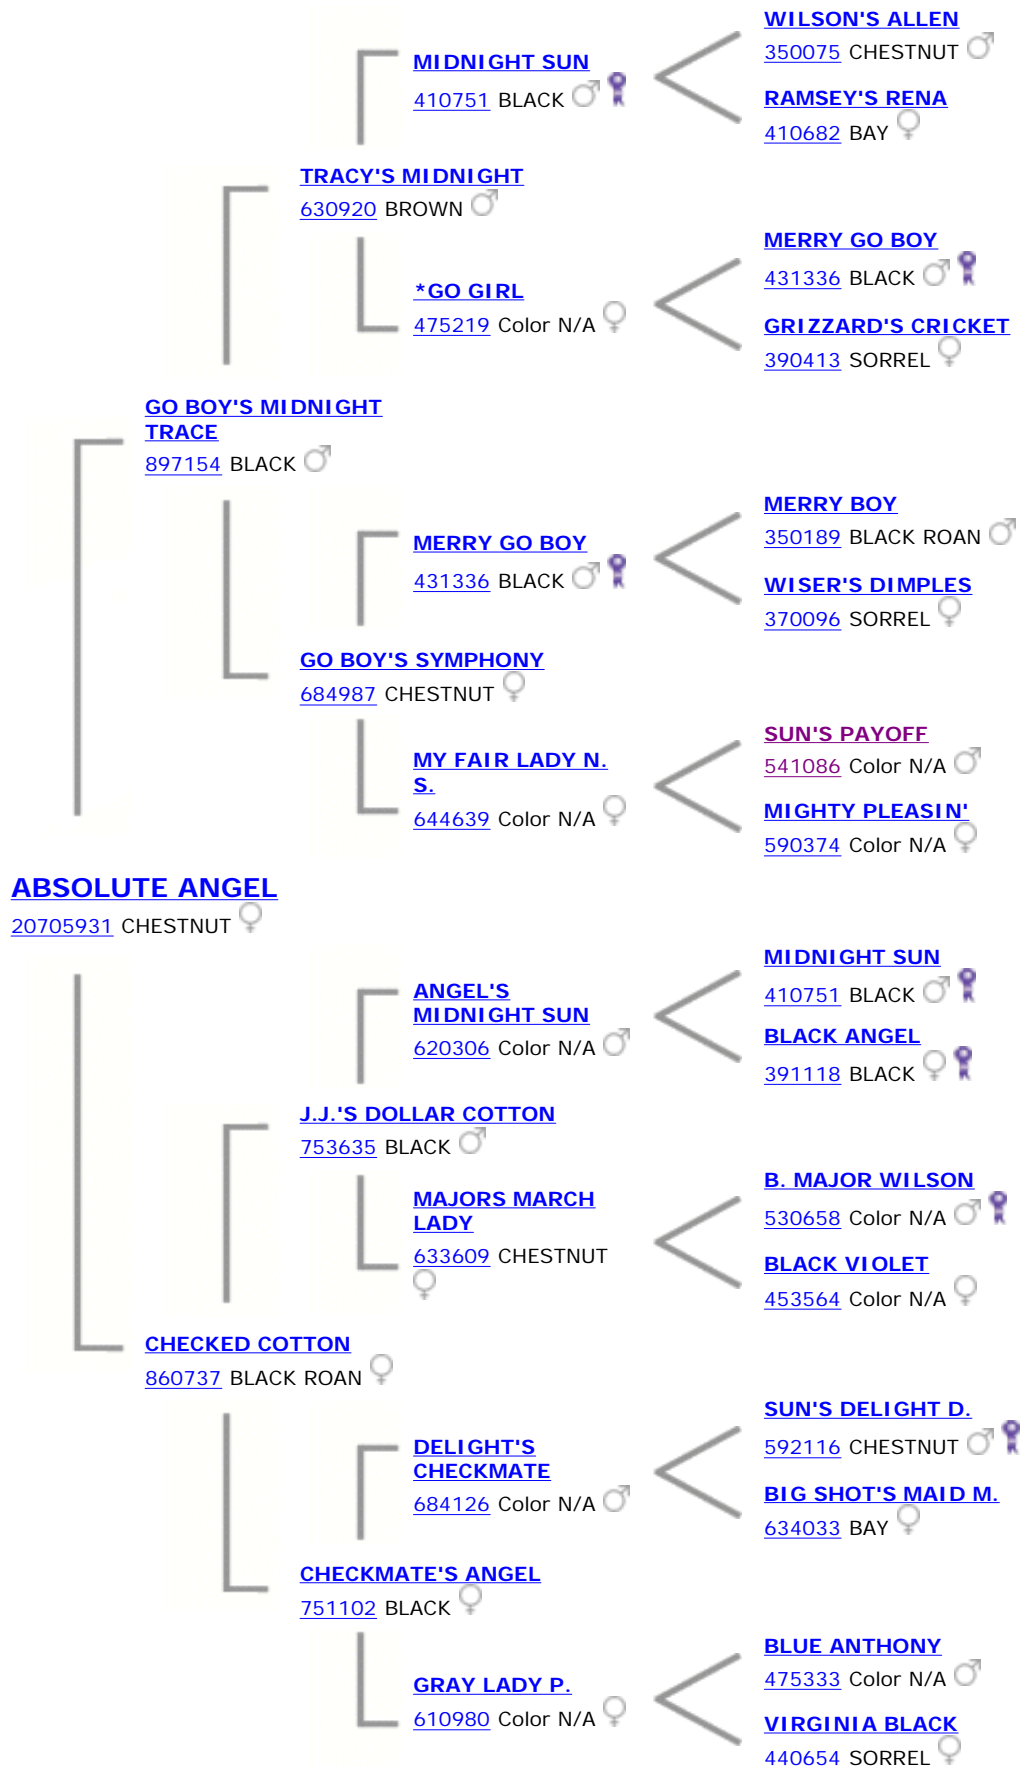 WILSON'S ALLEN
350075 CHESTNUT
MIDNIGHT SUN
410751 BLACK
RAMSEY'S RENA
410682 BAY
TRACY'S MIDNIGHT
630920 BROWN
MERRY GO BOY
431336 BLACK
*GO GIRL
475219 Color N/A
GRIZZARD'S CRICKET
390413 SORREL
GO BOY'S MIDNIGHT
TRACE
897154 BLACK
MERRY BOY
350189 BLACK ROAN
MERRY GO BOY
431336 BLACK
WISER'S DIMPLES
370096 SORREL
GO BOY'S SYMPHONY
684987 CHESTNUT
SUN'S PAYOFF
541086 Color N/A
MY FAIR LADY N.
S.
644639 Color N/A
MIGHTY PLEASIN'
590374 Color N/A
ABSOLUTE ANGEL
20705931 CHESTNUT
MIDNIGHT SUN
410751 BLACK
ANGEL'S
MIDNIGHT SUN
620306 Color N/A
BLACK ANGEL
391118 BLACK
J.J.'S DOLLAR COTTON
753635 BLACK
B. MAJOR WILSON
530658 Color N/A
MAJORS MARCH
LADY
633609 CHESTNUT
BLACK VIOLET
453564 Color N/A
CHECKED COTTON
860737 BLACK ROAN
SUN'S DELIGHT D.
592116 CHESTNUT
DELIGHT'S
CHECKMATE
684126 Color N/A
BIG SHOT'S MAID M.
634033 BAY
CHECKMATE'S ANGEL
751102 BLACK
BLUE ANTHONY
475333 Color N/A
GRAY LADY P.
610980 Color N/A
VIRGINIA BLACK
440654 SORREL